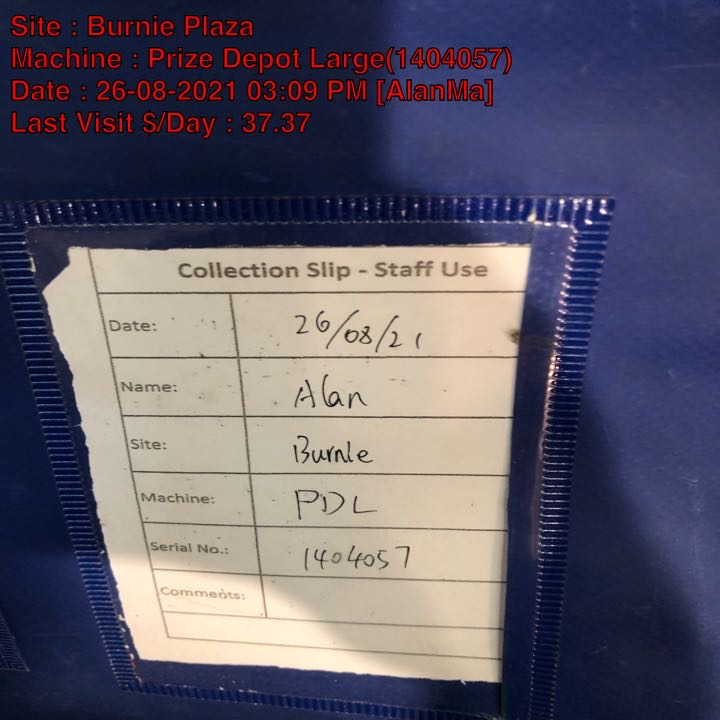 Site : Burnie Plaza
Machine : Prize Depot Large(1404057)
Date : 26-08-2021 03:09 PM [AlanMa]
Last Visit $/Day : 37.37
Collection Slip - Staff Use
Date: 26/08/21
Name: Alan
Site: Burnie
Machine: PDL
Serial No.: 1404057
Comments: